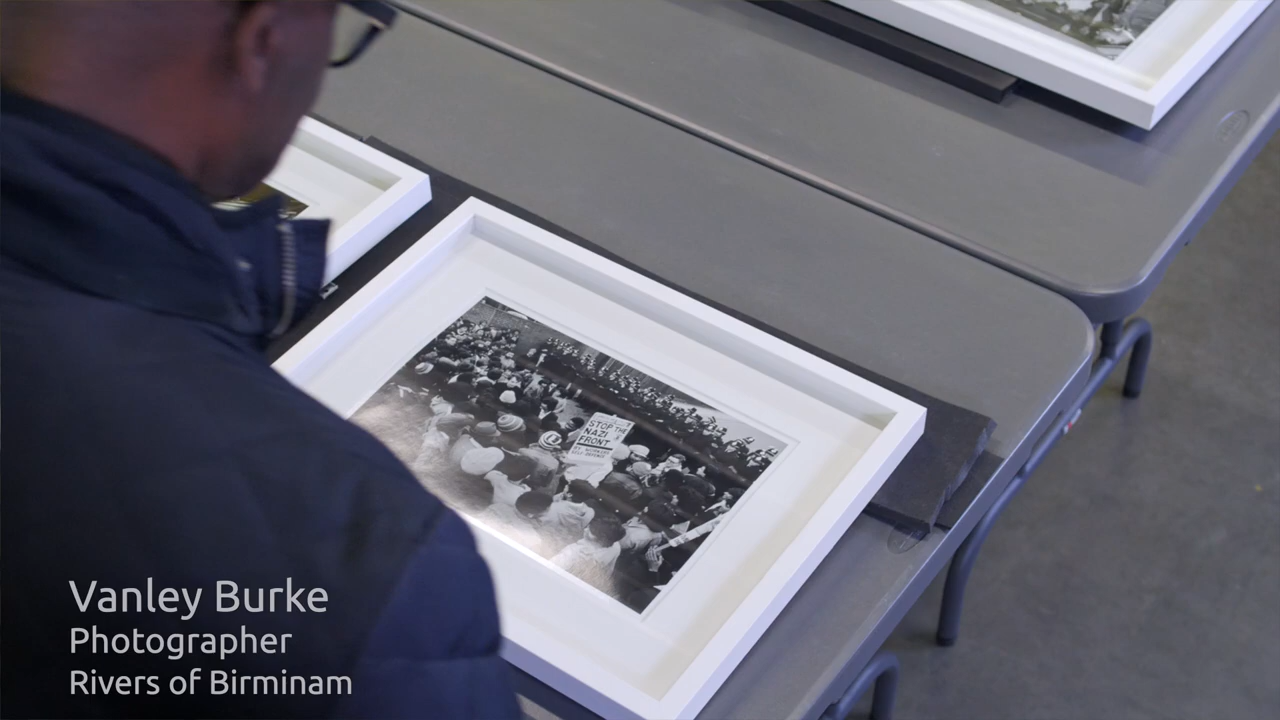 STOP THE
NAZI
FRONT
Vanley Burke
Photographer
Rivers of Birminam